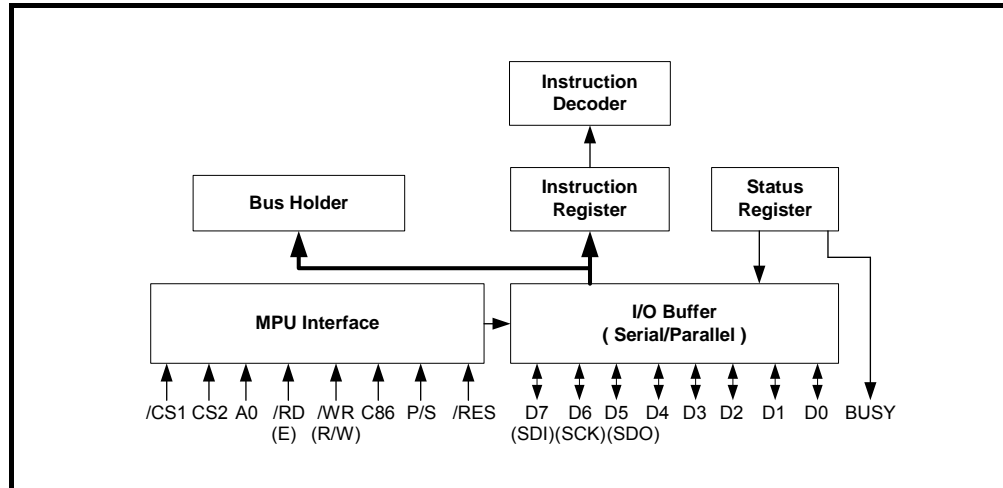 Instruction
Decoder
Bus Holder
Instruction
Register
Status
Register
MPU Interface
I/O Buffer
( Serial/Parallel )
/CS1 CS2 A0 /RD /WR C86 P/S /RES D7 D6 D5 D4 D3 D2 D1 D0 BUSY
(E) (R/W) (SDI) (SCK) (SDO)